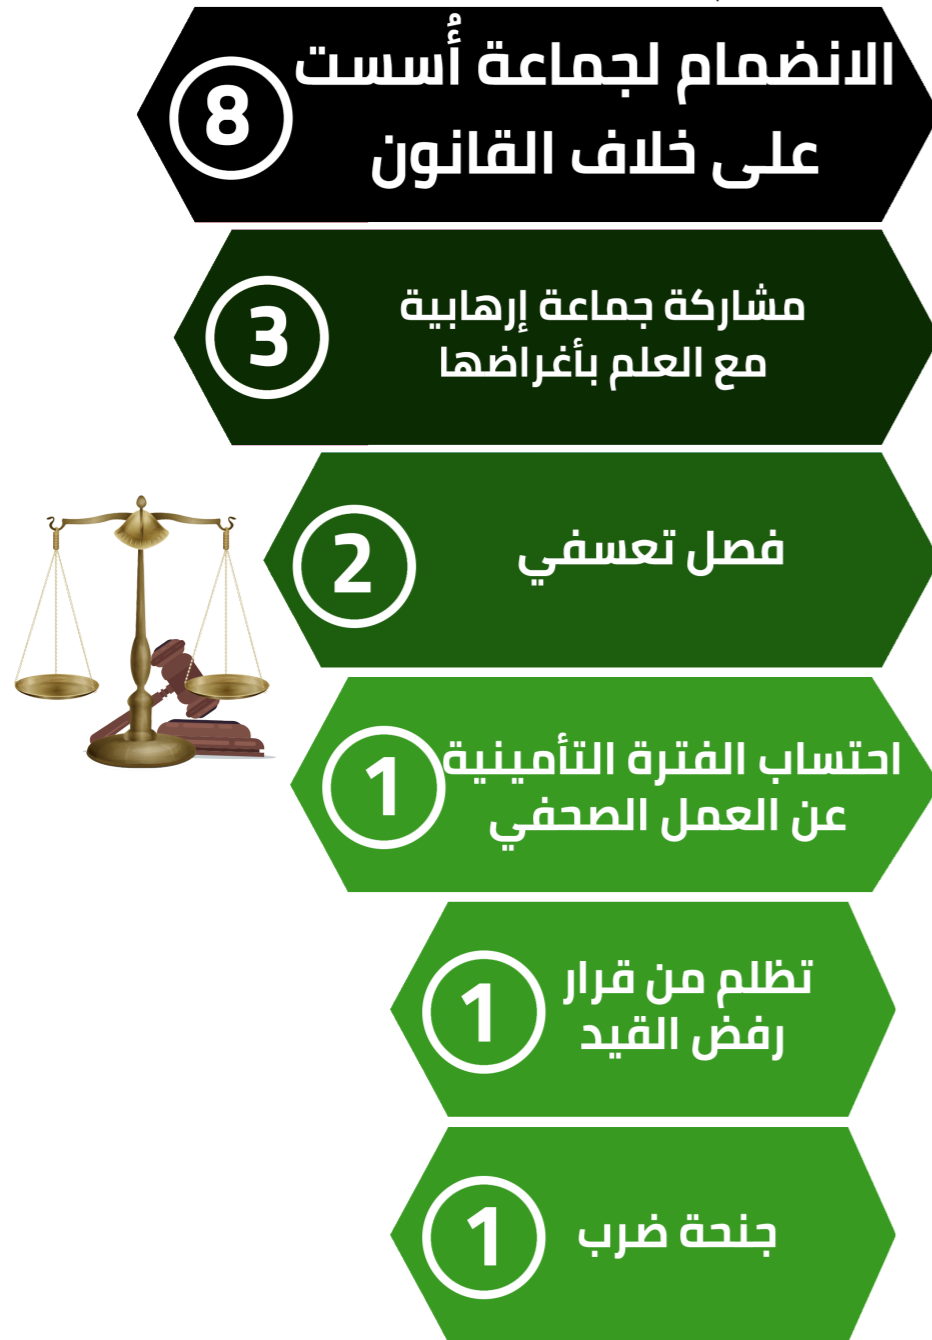 الانضمام لجماعة أُسست
على خلاف القانون
8
مشاركة جماعة إرهابية
مع العلم بأغراضها
3
فصل تعسفي
2
احتساب الفترة التأمينية
عن العمل الصحفي
1
تظلم من قرار
رفض القيد
1
جنحة ضرب
1